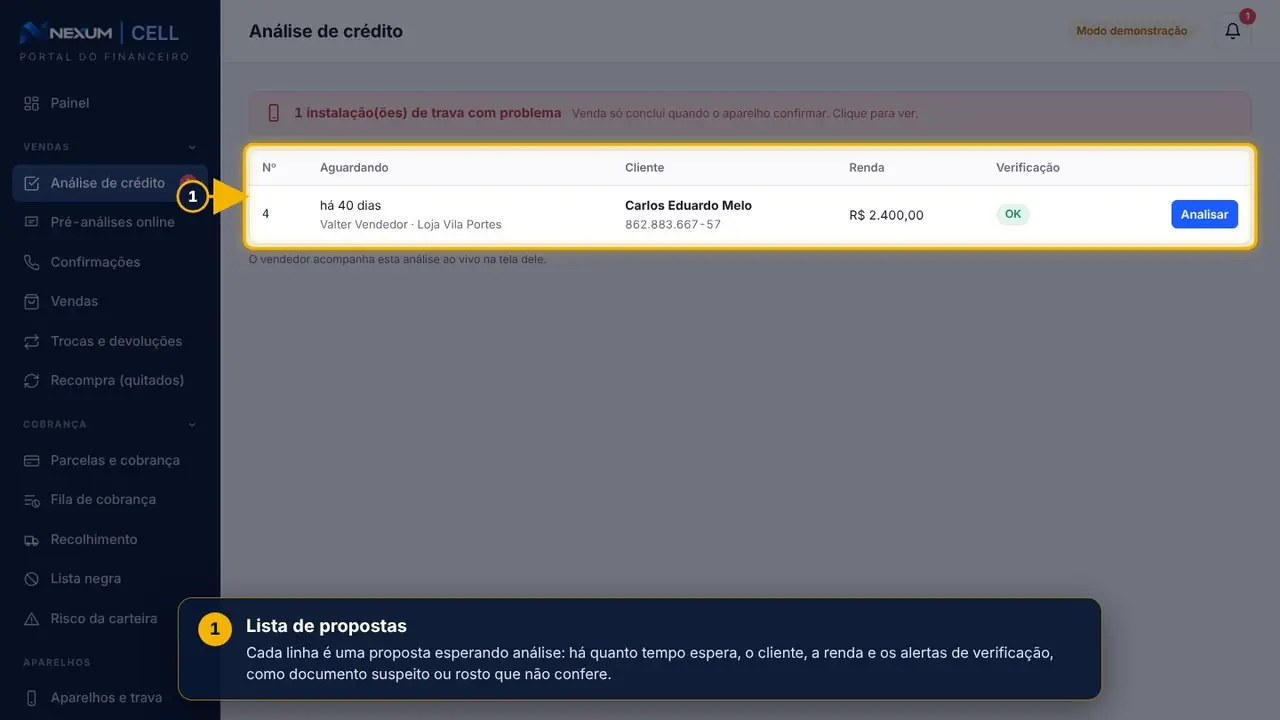 NEXUM | CELL
PORTAL DO FINANCEIRO
Painel
VENDAS
Análise de crédito
Pré-análises online
Confirmações
Vendas
Trocas e devoluções
Recompra (quitados)
COBRANÇA
Parcelas e cobrança
Fila de cobrança
Recolhimento
Lista negra
Risco da carteira
APARELHOS
Aparelhos e trava
Análise de crédito
Modo demonstração
1
1 instalação(ões) de trava com problema Venda só conclui quando o aparelho confirmar. Clique para ver.
1
Nº Aguardando Cliente Renda Verificação
4 há 40 dias Carlos Eduardo Melo R$ 2.400,00 OK Analisar
Valter Vendedor · Loja Vila Portes 862.883.667-57
O vendedor acompanha esta análise ao vivo na tela dele.
1 Lista de propostas
Cada linha é uma proposta esperando análise: há quanto tempo espera, o cliente, a renda e os alertas de verificação,
como documento suspeito ou rosto que não confere.